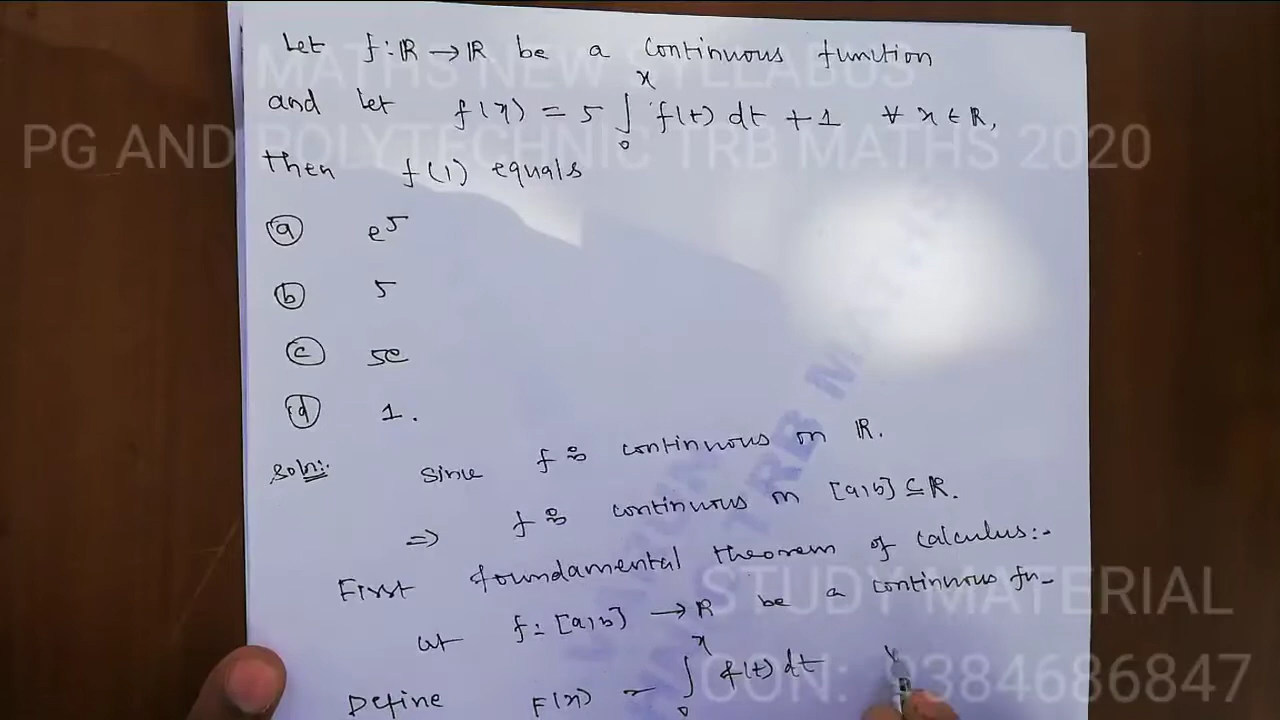 Let f : ℝ → ℝ be a continuous function
MATHS NEW SYLLABUS
and let f(x) = 5 ∫₀ˣ f(t) dt + 1 ∀ x ∈ ℝ,
PG AND POLYTECHNIC TRB MATHS 2020
then f(1) equals
(a) e⁵
(b) 5
(c) 5e
(d) 1.
Soln:- Since f is continuous on ℝ.
⇒ f is continuous on [a,b] ⊆ ℝ.
First foundamental theorem of calculus:-
STUDY MATERIAL
let f : [a,b] → ℝ be a continuous fn-
CON: 9384686847
Define F(x) = ∫₀ˣ f(t) dt